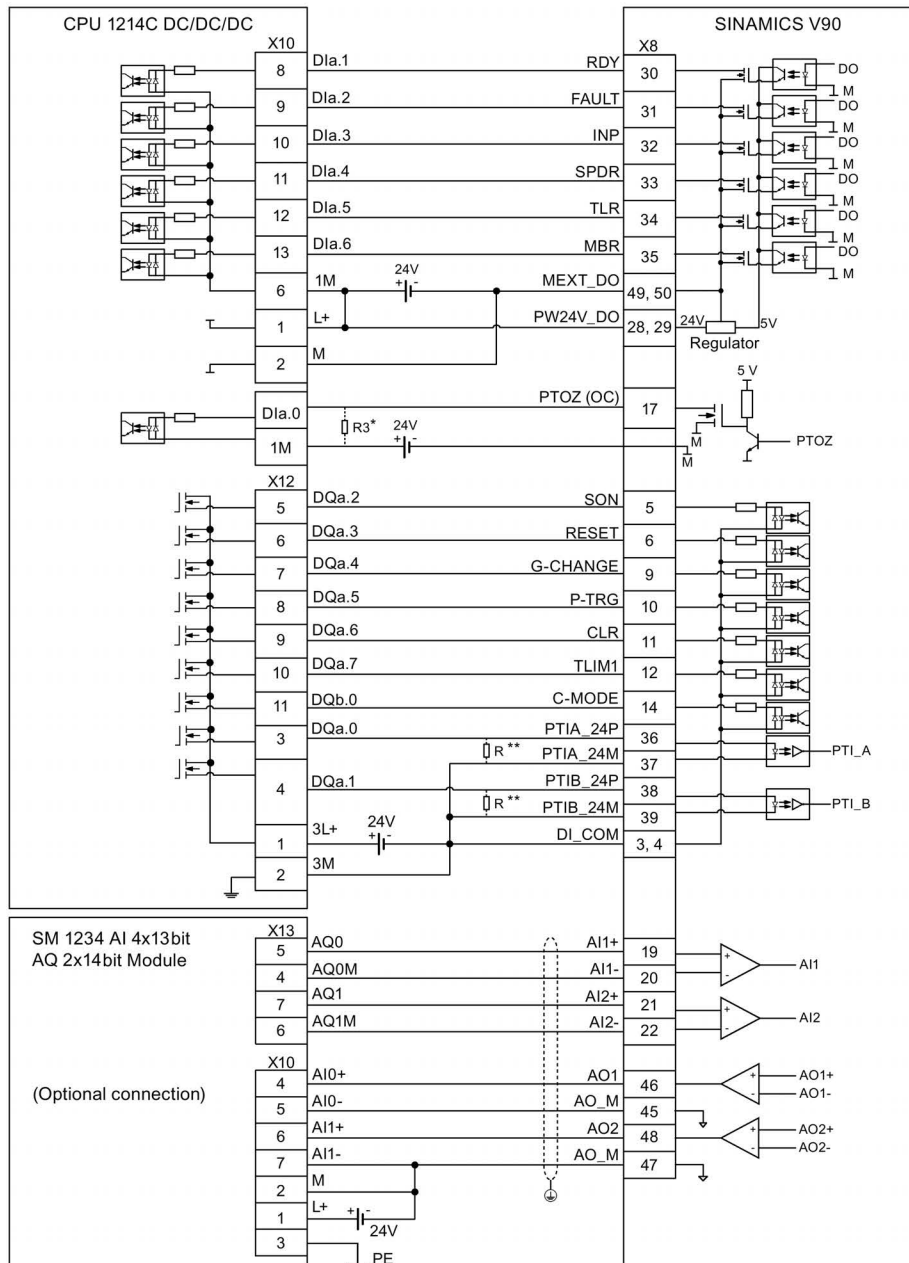 CPU 1214C DC/DC/DC
SINAMICS V90
X10
X8
8 DIa.1 RDY 30 DO
M
9 DIa.2 FAULT 31 DO
M
10 DIa.3 INP 32 DO
M
11 DIa.4 SPDR 33 DO
M
12 DIa.5 TLR 34 DO
M
13 DIa.6 MBR 35 DO
M
6 1M + 24V - MEXT_DO 49, 50
1 L+ PW24V_DO 28, 29 24V 5V
Regulator
2 M
5 V
DIa.0 PTOZ (OC) 17
R3* + 24V -
M PTOZ
1M M
X12
5 DQa.2 SON 5
6 DQa.3 RESET 6
7 DQa.4 G-CHANGE 9
8 DQa.5 P-TRG 10
9 DQa.6 CLR 11
10 DQa.7 TLIM1 12
11 DQb.0 C-MODE 14
3 DQa.0 PTIA_24P 36
R ** PTIA_24M 37 PTI_A
4 DQa.1 PTIB_24P 38
R ** PTIB_24M 39 PTI_B
1 3L+ + 24V - DI_COM 3, 4
2 3M
SM 1234 AI 4x13bit
AQ 2x14bit Module
X13
5 AQ0 AI1+ 19 +
4 AQ0M AI1- 20 - AI1
7 AQ1 AI2+ 21 +
6 AQ1M AI2- 22 - AI2
(Optional connection)
X10
4 AI0+ AO1 46 + AO1+
- AO1-
5 AI0- AO_M 45
6 AI1+ AO2 48 + AO2+
- AO2-
7 AI1- AO_M 47
2 M
1 L+ + - 24V
3 PE